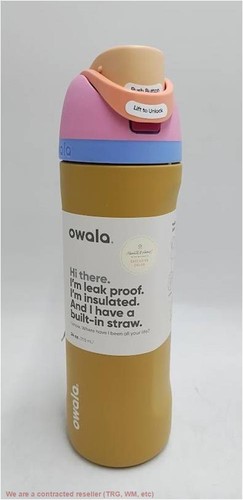 Push Button
Lift to Unlock
owala
owala.
Hi there.
I'm leak proof.
I'm insulated.
And I have a
built-in straw.
owala.
We are a contracted reseller (TRG, WM, etc)